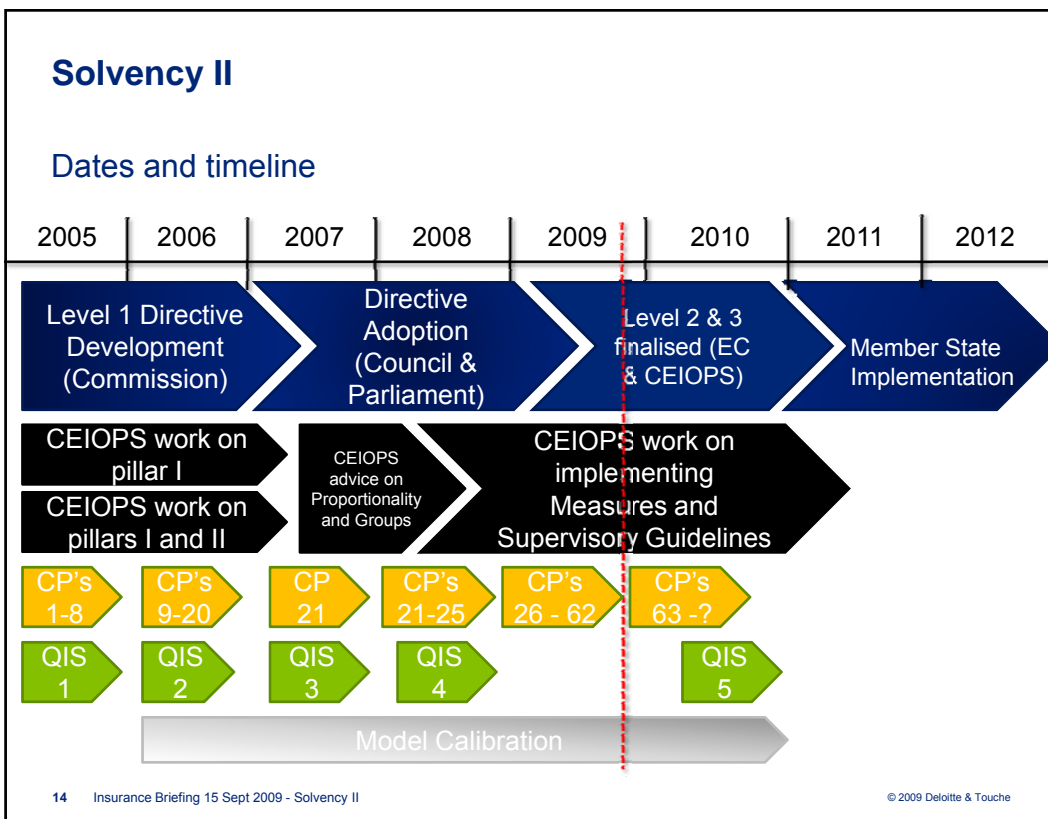 Solvency II
Dates and timeline
2005 2006 2007 2008 2009 2010 2011 2012
Level 1 Directive
Development
(Commission)
Directive
Adoption
(Council &
Parliament)
Level 2 & 3
finalised (EC
& CEIOPS)
Member State
Implementation
CEIOPS work on
pillar I
CEIOPS work on
pillars I and II
CEIOPS
advice on
Proportionality
and Groups
CEIOPS work on
implementing
Measures and
Supervisory Guidelines
CP's
1-8
CP's
9-20
CP
21
CP's
21-25
CP's
26 - 62
CP's
63 -?
QIS
1
QIS
2
QIS
3
QIS
4
QIS
5
Model Calibration
14 Insurance Briefing 15 Sept 2009 - Solvency II
© 2009 Deloitte & Touche